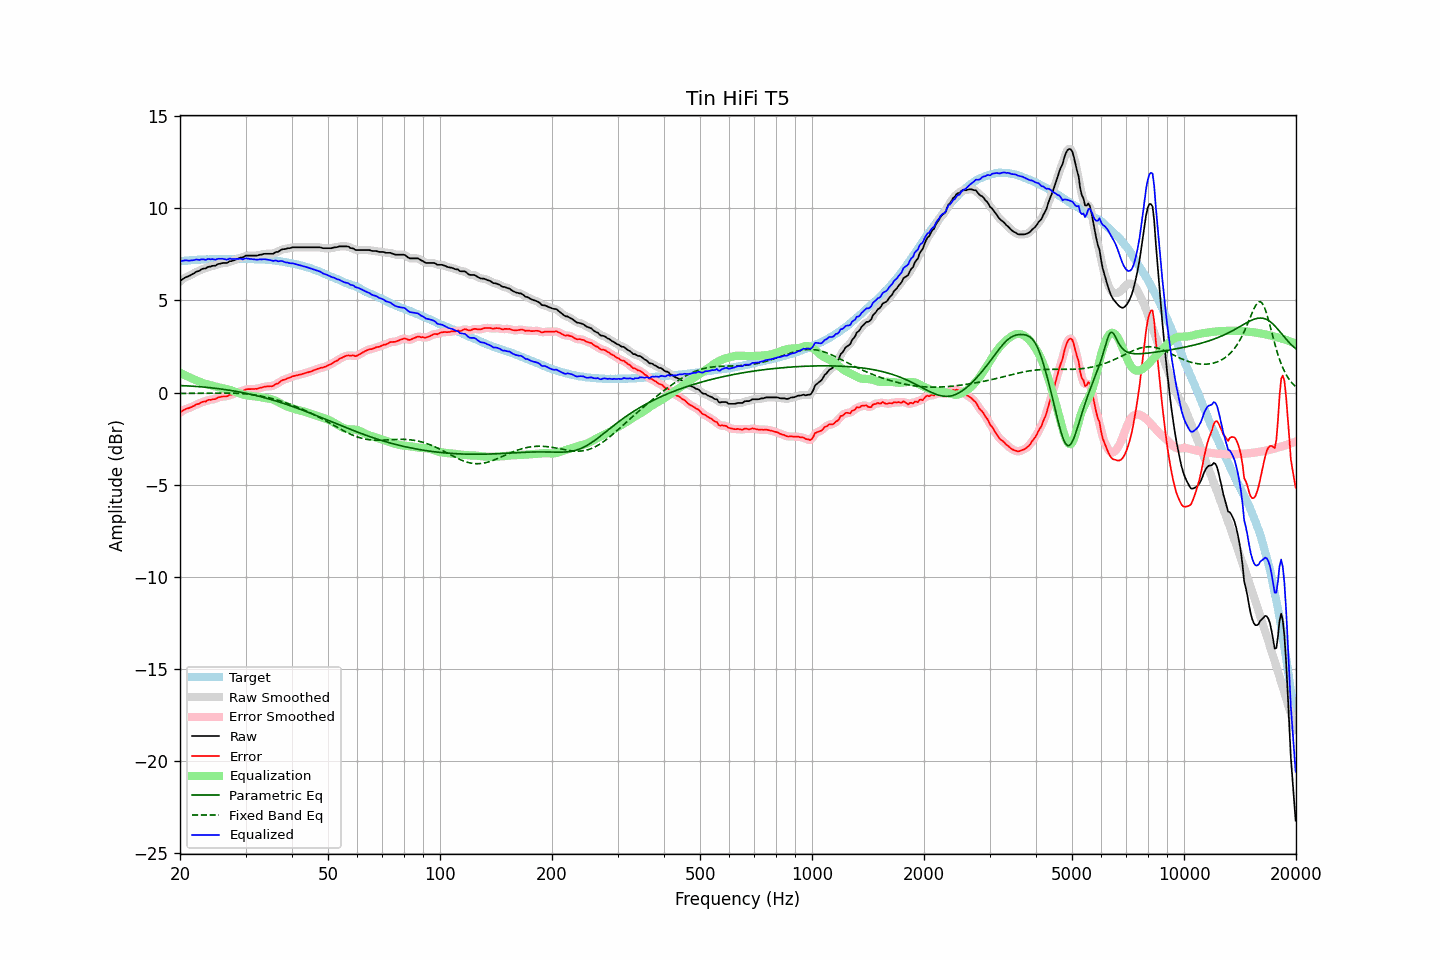 Tin HiFi T5
15
10
5
0
−5
−10
−15
−20
−25
Amplitude (dBr)
Target
Raw Smoothed
Error Smoothed
Raw
Error
Equalization
Parametric Eq
Fixed Band Eq
Equalized
20 50 100 200 500 1000 2000 5000 10000 20000
Frequency (Hz)